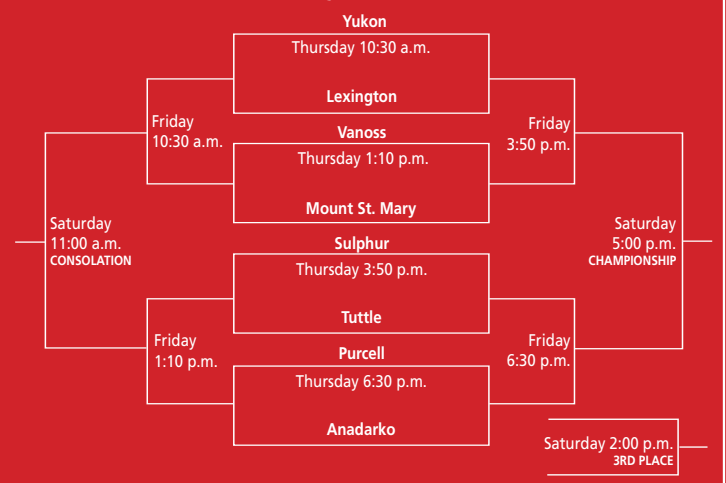 Yukon
Thursday 10:30 a.m.
Lexington
Friday
10:30 a.m.
Friday
3:50 p.m.
Vanoss
Thursday 1:10 p.m.
Mount St. Mary
Saturday
11:00 a.m.
CONSOLATION
Saturday
5:00 p.m.
CHAMPIONSHIP
Sulphur
Thursday 3:50 p.m.
Tuttle
Friday
1:10 p.m.
Friday
6:30 p.m.
Purcell
Thursday 6:30 p.m.
Anadarko
Saturday 2:00 p.m.
3RD PLACE